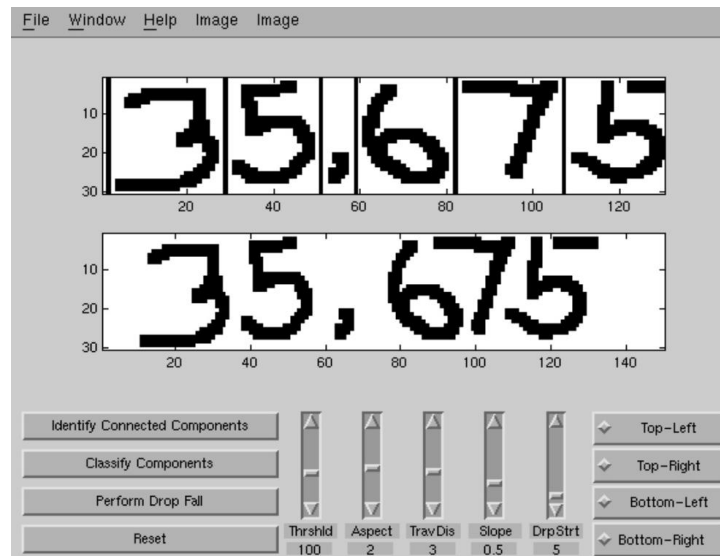 File Window Help Image Image
35,675
10
20
30
20 40 60 80 100 120
35,675
10
20
30
20 40 60 80 100 120 140
Identify Connected Components
Classify Components
Perform Drop Fall
Reset
Thrshld Aspect TravDis Slope DrpStrt
100 2 3 0.5 5
Top-Left
Top-Right
Bottom-Left
Bottom-Right